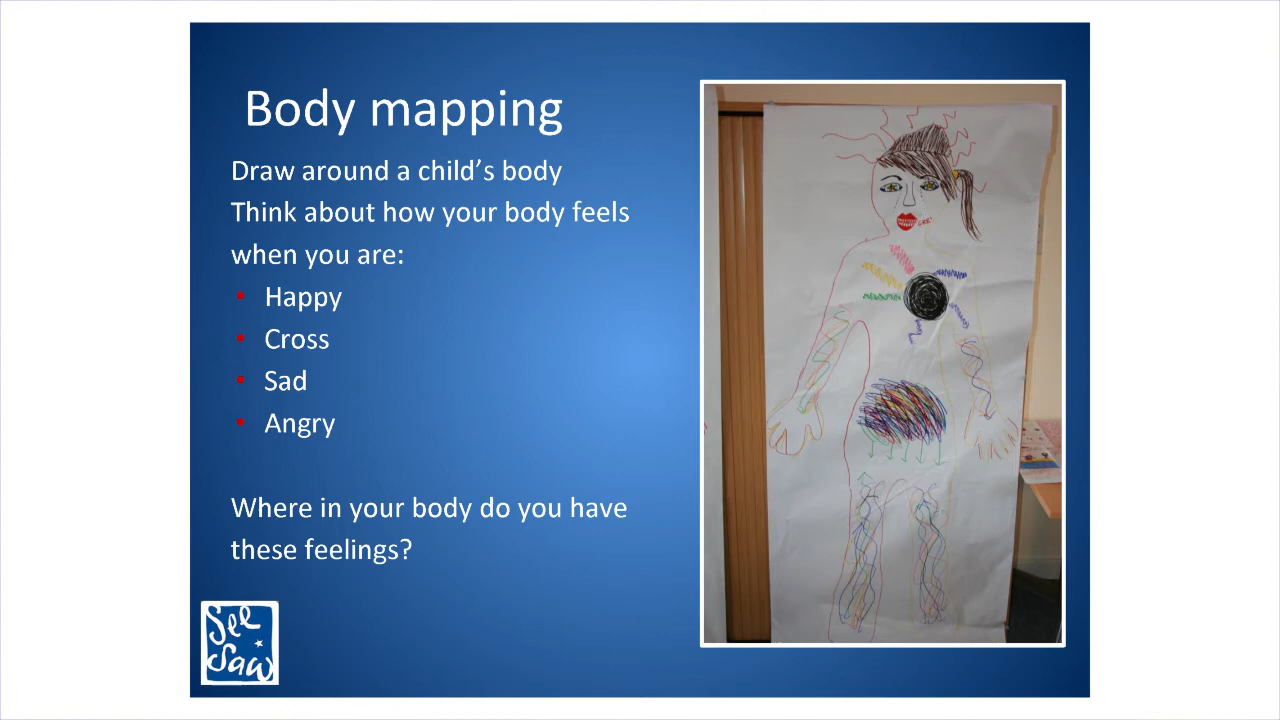 Body mapping
Draw around a child's body
Think about how your body feels
when you are:
• Happy
• Cross
• Sad
• Angry
Where in your body do you have
these feelings?
See
Saw